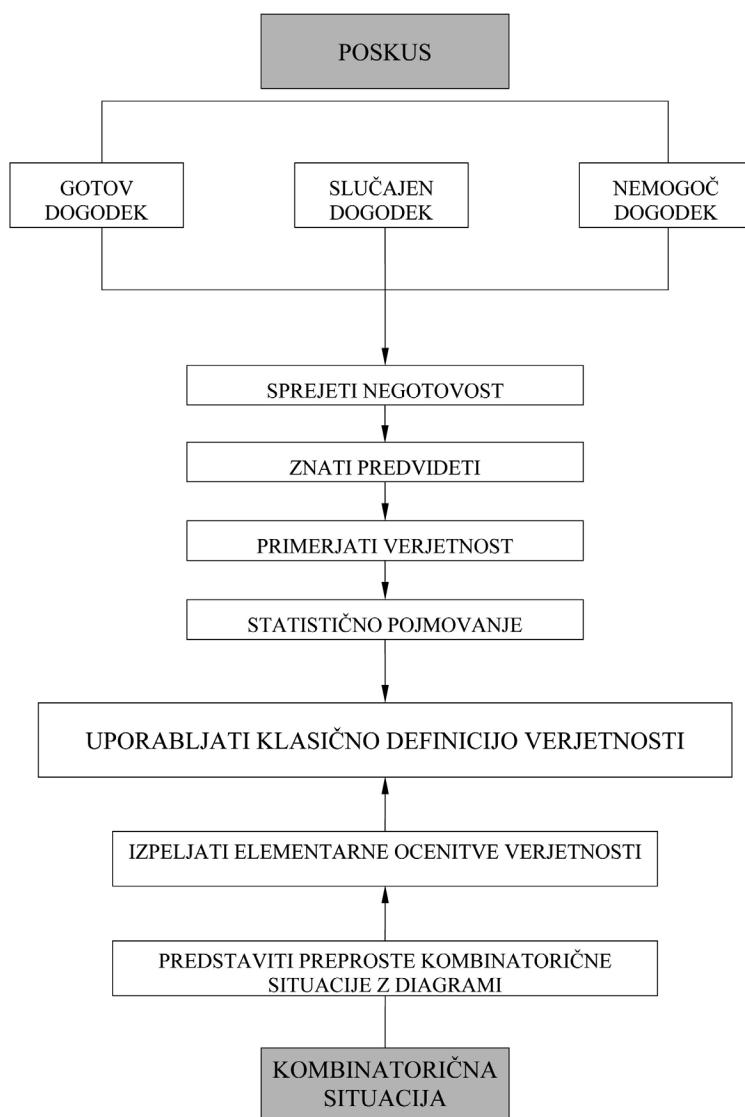 POSKUS
GOTOV
DOGODEK
SLUČAJEN
DOGODEK
NEMOGOČ
DOGODEK
SPREJETI NEGOTOVOST
ZNATI PREDVIDETI
PRIMERJATI VERJETNOST
STATISTIČNO POJMOVANJE
UPORABLJATI KLASIČNO DEFINICIJO VERJETNOSTI
IZPELJATI ELEMENTARNE OCENITVE VERJETNOSTI
PREDSTAVITI PREPROSTE KOMBINATORIČNE
SITUACIJE Z DIAGRAMI
KOMBINATORIČNA
SITUACIJA